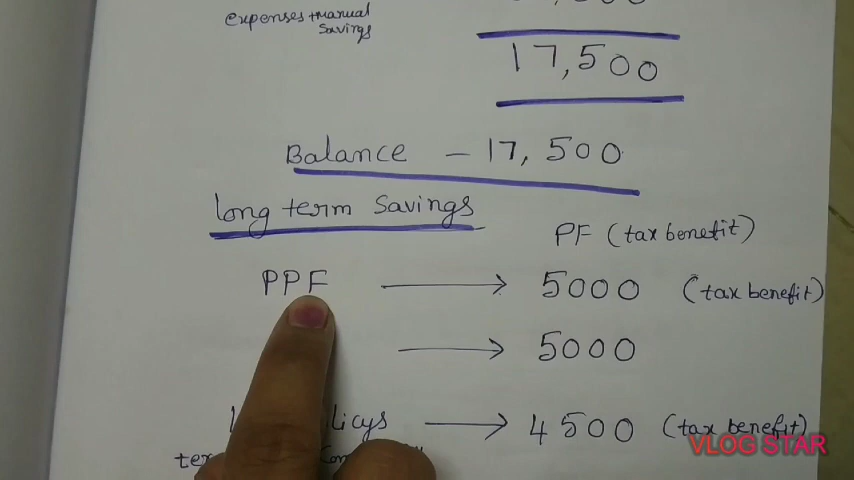 expenses + manual
savings
17,500
Balance – 17,500
long term savings
PF (tax benefit)
PPF → 5000 (tax benefit)
→ 5000
→ 4500 (tax benefit)
VLOG STAR